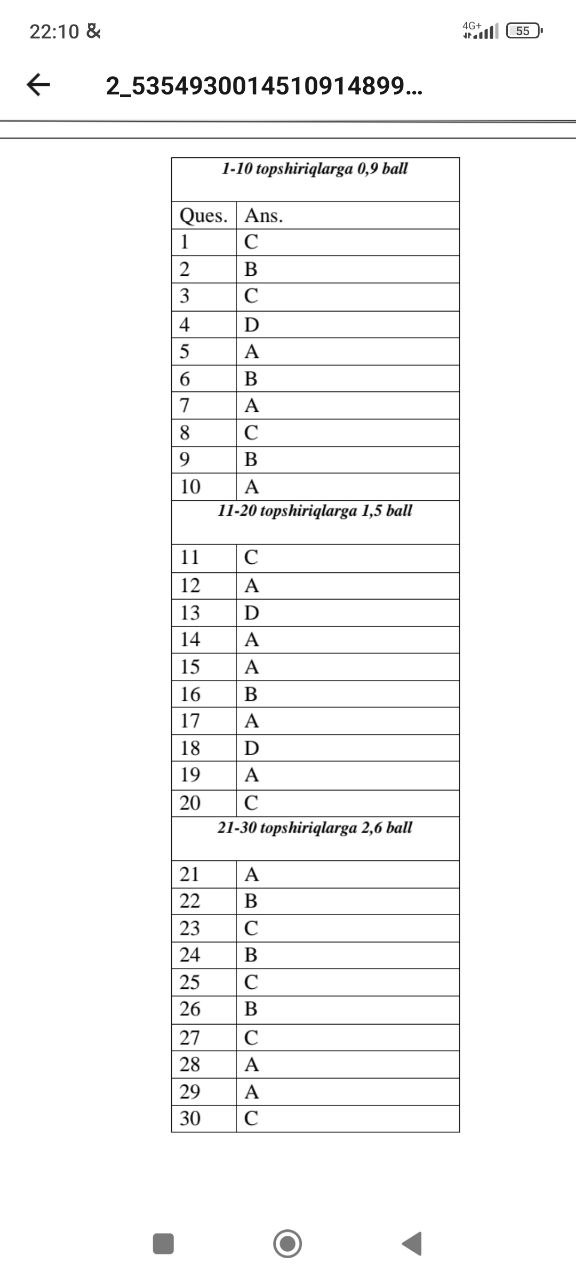 22:10 &
4G+
55
2_5354930014510914899...
1-10 topshiriqlarga 0,9 ball
Ques. Ans.
1 C
2 B
3 C
4 D
5 A
6 B
7 A
8 C
9 B
10 A
11-20 topshiriqlarga 1,5 ball
11 C
12 A
13 D
14 A
15 A
16 B
17 A
18 D
19 A
20 C
21-30 topshiriqlarga 2,6 ball
21 A
22 B
23 C
24 B
25 C
26 B
27 C
28 A
29 A
30 C